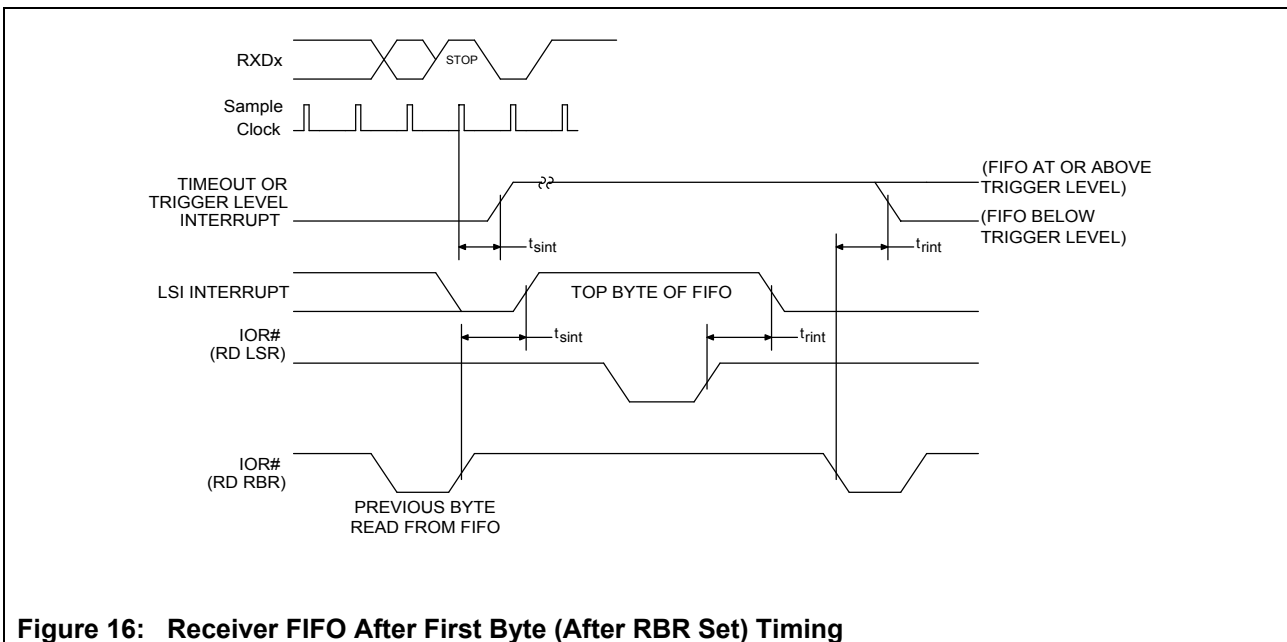 RXDx
STOP
Sample
Clock
TIMEOUT OR
TRIGGER LEVEL
INTERRUPT
(FIFO AT OR ABOVE
TRIGGER LEVEL)
(FIFO BELOW
TRIGGER LEVEL)
tsint
trint
LSI INTERRUPT
TOP BYTE OF FIFO
tsint
trint
IOR#
(RD LSR)
IOR#
(RD RBR)
PREVIOUS BYTE
READ FROM FIFO
Figure 16: Receiver FIFO After First Byte (After RBR Set) Timing